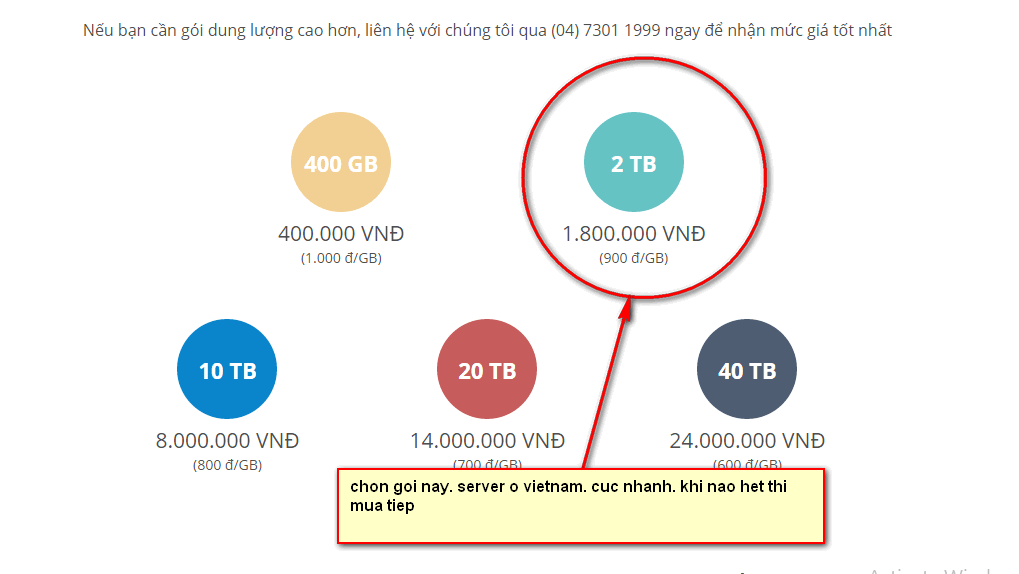 Nếu bạn cần gói dung lượng cao hơn, liên hệ với chúng tôi qua (04) 7301 1999 ngay để nhận mức giá tốt nhất
400 GB
400.000 VNĐ
(1.000 đ/GB)
2 TB
1.800.000 VNĐ
(900 đ/GB)
10 TB
8.000.000 VNĐ
(800 đ/GB)
20 TB
14.000.000 VNĐ
(700 đ/GB)
40 TB
24.000.000 VNĐ
(600 đ/GB)
chon goi nay. server o vietnam. cuc nhanh. khi nao het thi
mua tiep